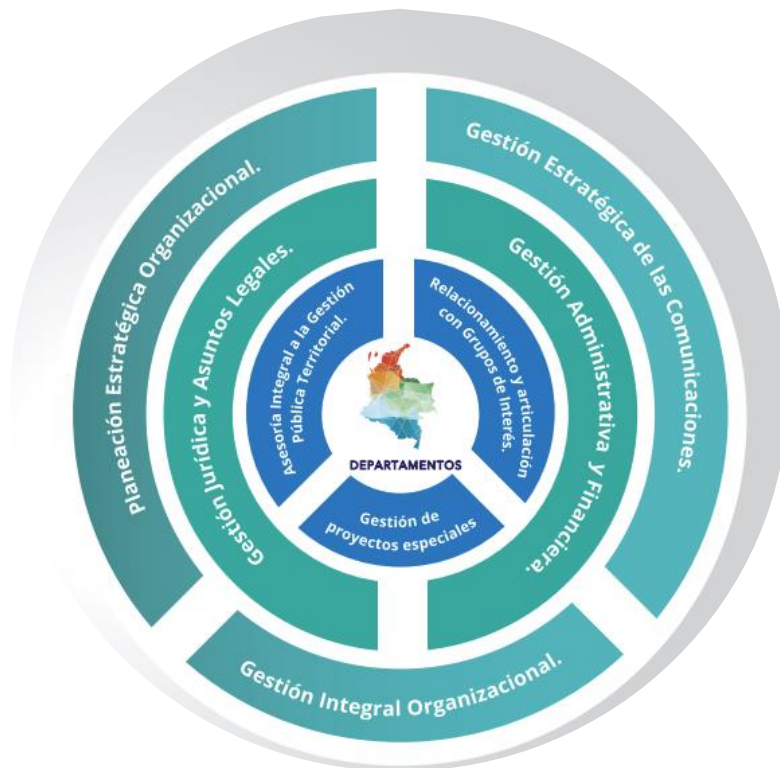 Planeación Estratégica Organizacional.
Gestión Estratégica de las Comunicaciones.
Gestión Integral Organizacional.
Gestión Jurídica y Asuntos Legales.
Gestión Administrativa y Financiera.
Asesoría Integral a la Gestión
Pública Territorial.
Relacionamiento y articulación
con Grupos de Interés.
Gestión de
proyectos especiales
DEPARTAMENTOS